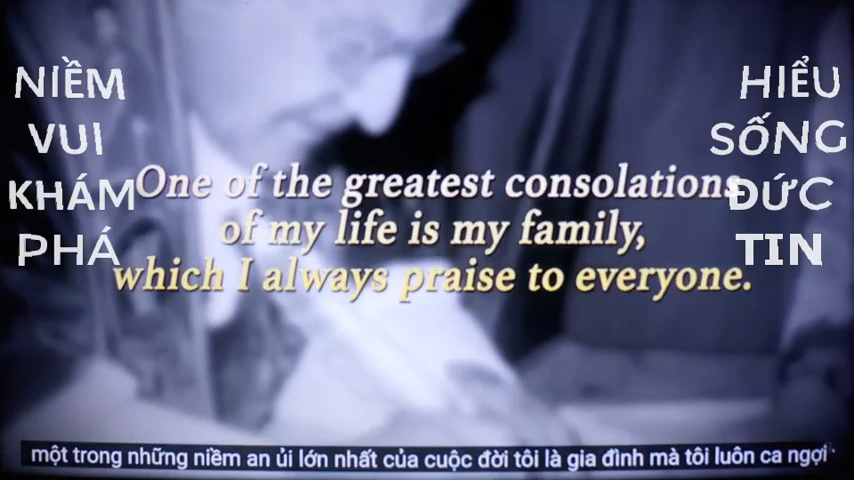 NIỀM
VUI
KHÁM
PHÁ
HIỂU
SỐNG
ĐỨC
TIN
One of the greatest consolations
of my life is my family,
which I always praise to everyone.
một trong những niềm an ủi lớn nhất của cuộc đời tôi là gia đình mà tôi luôn ca ngợi